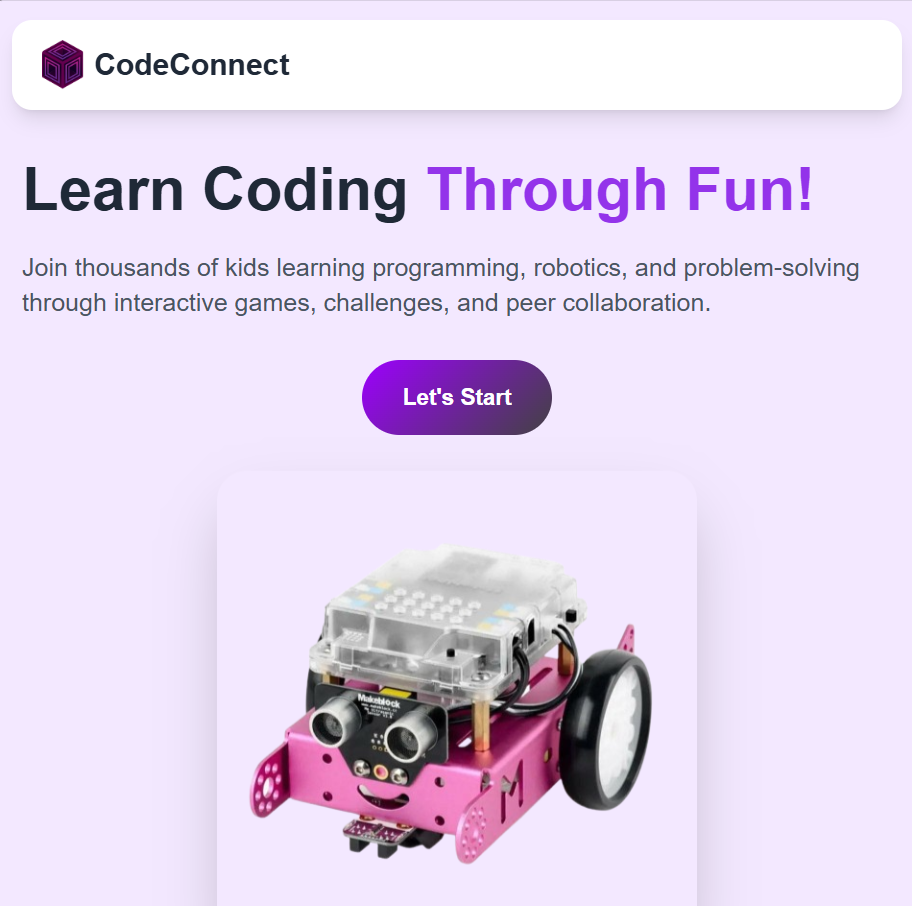 CodeConnect
Learn Coding Through Fun!
Join thousands of kids learning programming, robotics, and problem-solving
through interactive games, challenges, and peer collaboration.
Let's Start
Makeblock
M